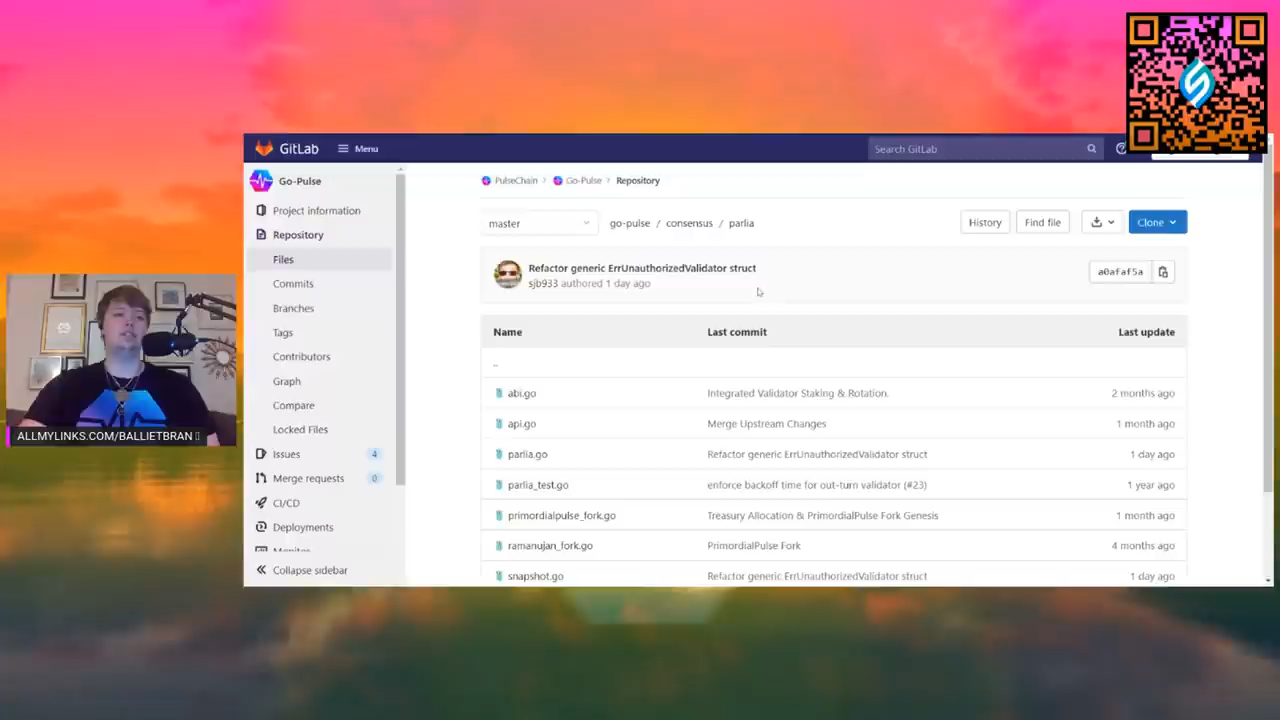 GitLab
Menu
Search GitLab
Go-Pulse
Project information
Repository
Files
Commits
Branches
Tags
Contributors
Graph
Compare
Locked Files
Issues 4
Merge requests 0
CI/CD
Deployments
Monitor
Collapse sidebar
PulseChain › Go-Pulse › Repository
master
go-pulse / consensus / parlia
History
Find file
Clone
Refactor generic ErrUnauthorizedValidator struct
sjb933 authored 1 day ago
a0afaf5a
Name Last commit Last update
..
abi.go Integrated Validator Staking & Rotation. 2 months ago
api.go Merge Upstream Changes 1 month ago
parlia.go Refactor generic ErrUnauthorizedValidator struct 1 day ago
parlia_test.go enforce backoff time for out-turn validator (#23) 1 year ago
primordialpulse_fork.go Treasury Allocation & PrimordialPulse Fork Genesis 1 month ago
ramanujan_fork.go PrimordialPulse Fork 4 months ago
snapshot.go Refactor generic ErrUnauthorizedValidator struct 1 day ago
ALLMYLINKS.COM/BALLIETBRAN